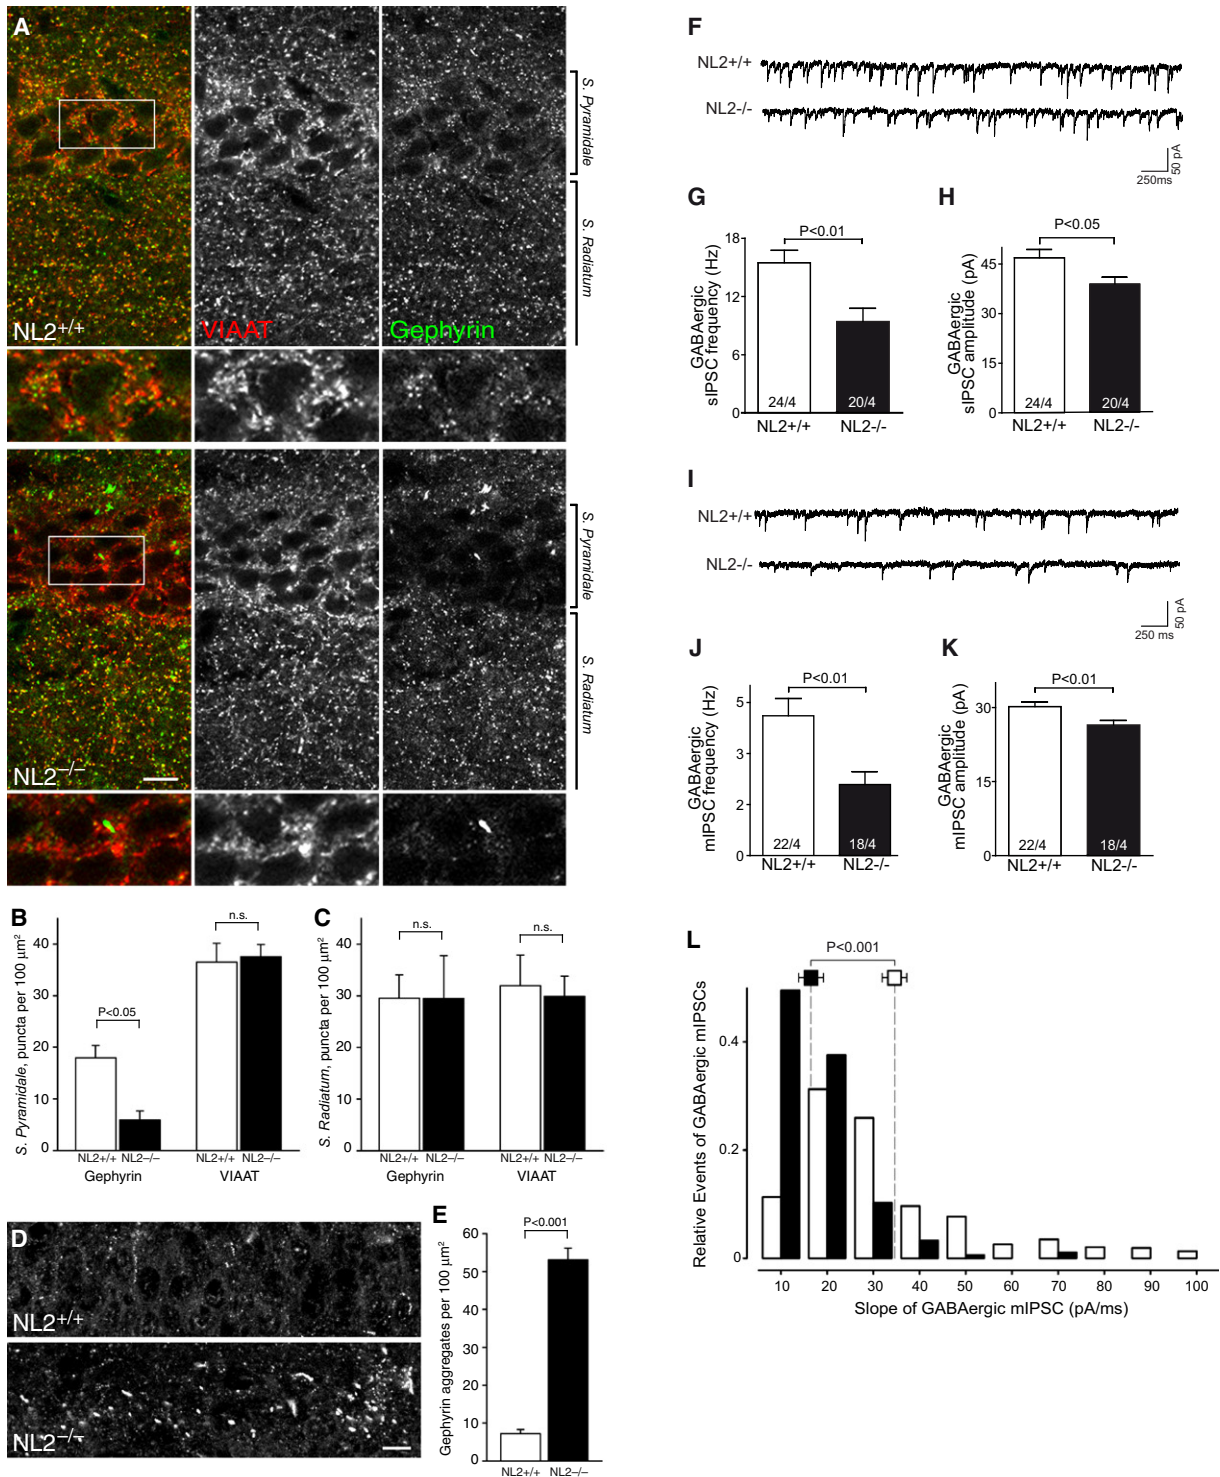 A
NL2+/+
VIAAT
Gephyrin
S. Pyramidale
S. Radiatum
NL2–/–
S. Pyramidale
S. Radiatum
B
S. Pyramidale, puncta per 100 µm²
40
30
20
10
0
P<0.05
n.s.
NL2+/+ NL2–/–
NL2+/+ NL2–/–
Gephyrin
VIAAT
C
S. Radiatum, puncta per 100 µm²
40
30
20
10
0
n.s.
n.s.
NL2+/+ NL2–/–
NL2+/+ NL2–/–
Gephyrin
VIAAT
D
NL2+/+
NL2–/–
E
Gephyrin aggregates per 100 µm²
60
50
40
30
20
10
0
P<0.001
NL2+/+ NL2–/–
F
NL2+/+
NL2-/-
50 pA
250ms
G
GABAergic
sIPSC frequency (Hz)
18
12
6
0
P<0.01
24/4
20/4
NL2+/+
NL2-/-
H
GABAergic
sIPSC amplitude (pA)
45
30
15
0
P<0.05
24/4
20/4
NL2+/+
NL2-/-
I
NL2+/+
NL2-/-
50 pA
250 ms
J
GABAergic
mIPSC frequency (Hz)
5
3
2
0
P<0.01
22/4
18/4
NL2+/+
NL2-/-
K
GABAergic
mIPSC amplitude (pA)
30
15
0
P<0.01
22/4
18/4
NL2+/+
NL2-/-
L
P<0.001
Relative Events of GABAergic mIPSCs
0.4
0.2
0
10 20 30 40 50 60 70 80 90 100
Slope of GABAergic mIPSC (pA/ms)